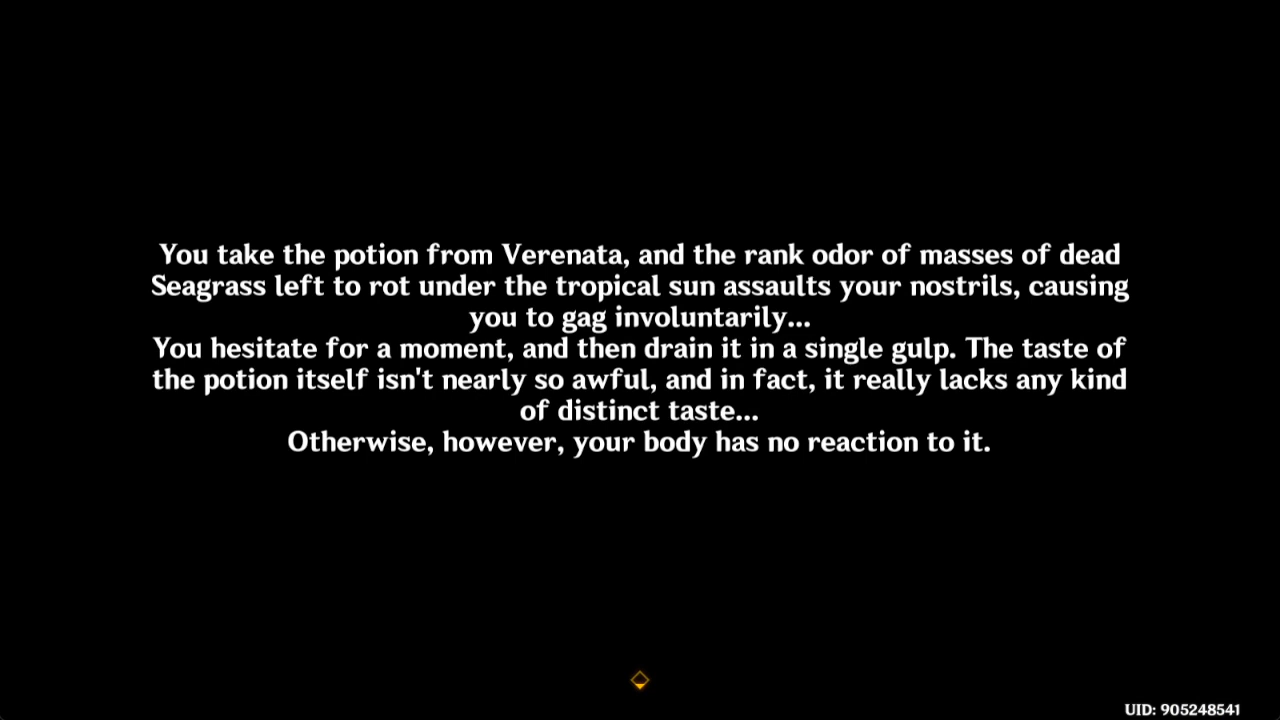 You take the potion from Verenata, and the rank odor of masses of dead
Seagrass left to rot under the tropical sun assaults your nostrils, causing
you to gag involuntarily...
You hesitate for a moment, and then drain it in a single gulp. The taste of
the potion itself isn't nearly so awful, and in fact, it really lacks any kind
of distinct taste...
Otherwise, however, your body has no reaction to it.
UID: 905248541